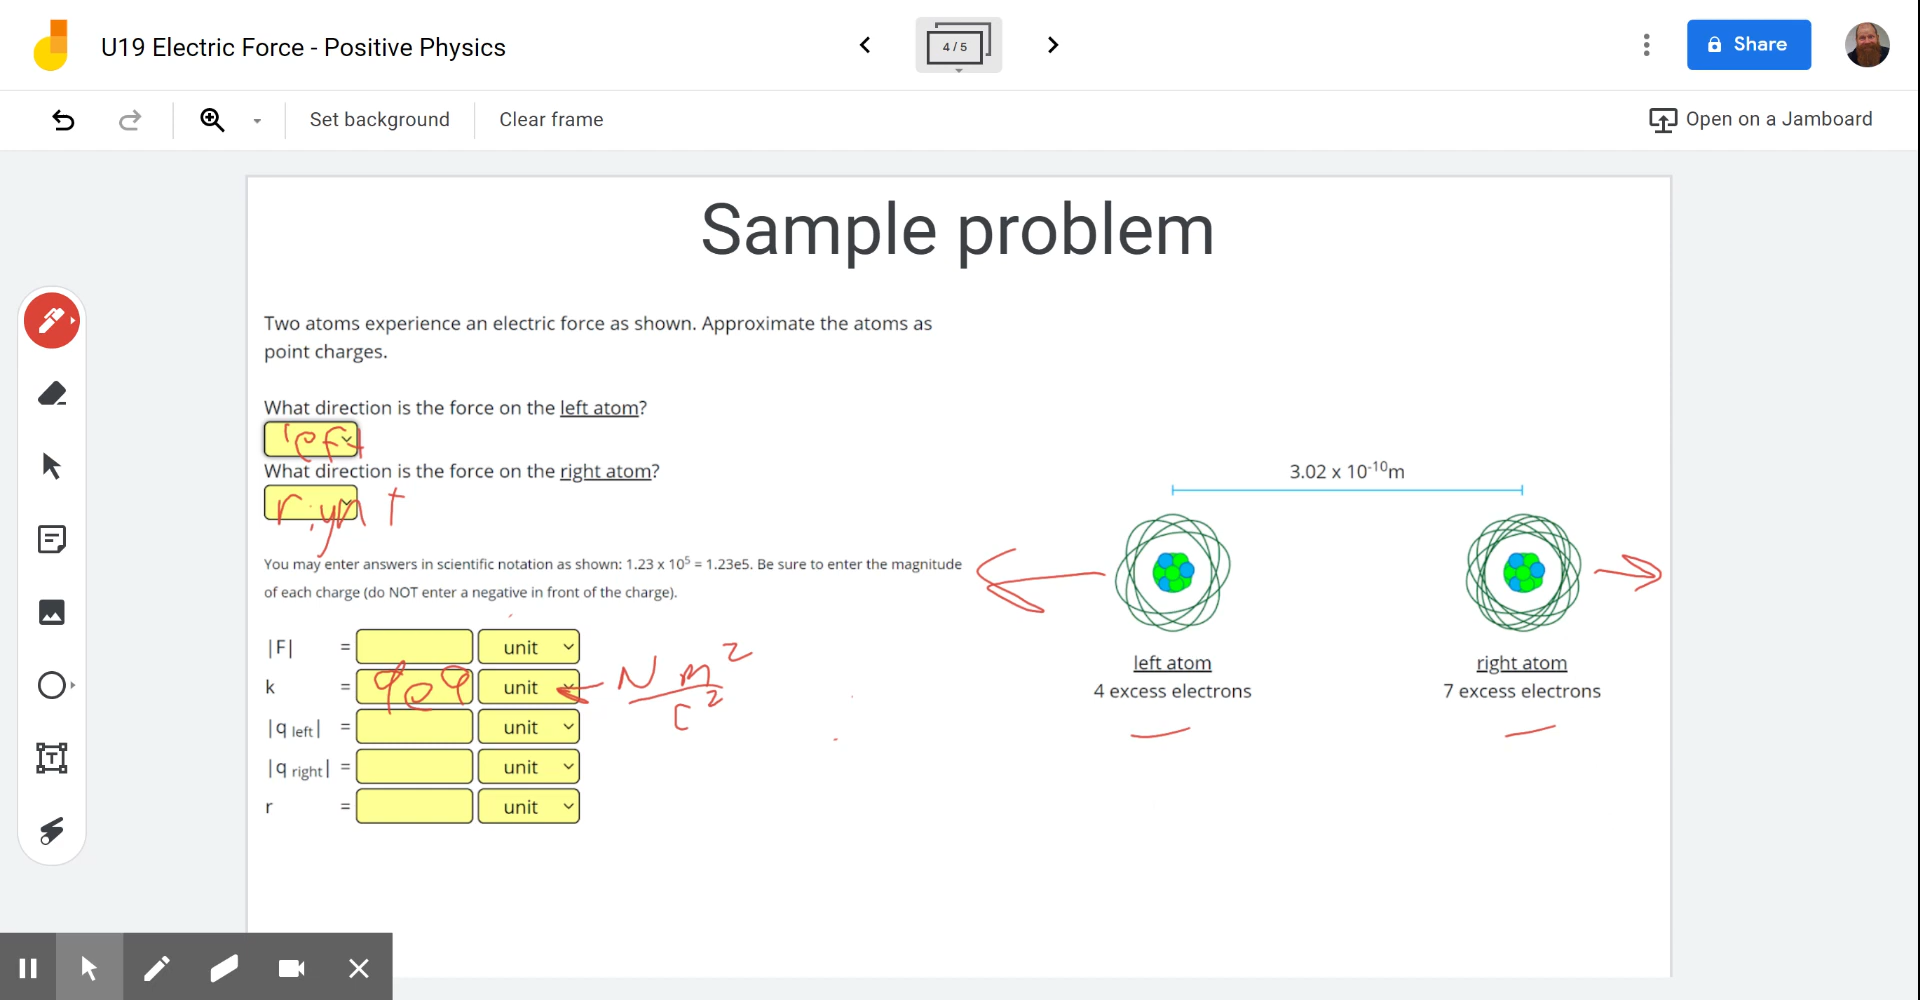 U19 Electric Force - Positive Physics
4 / 5
Share
Set background
Clear frame
Open on a Jamboard
Sample problem
Two atoms experience an electric force as shown. Approximate the atoms as
point charges.
What direction is the force on the left atom?
left
What direction is the force on the right atom?
right
You may enter answers in scientific notation as shown: 1.23 x 10⁵ = 1.23e5. Be sure to enter the magnitude
of each charge (do NOT enter a negative in front of the charge).
|F| = unit
k = 9e9 unit N m² / C²
|q left| = unit
|q right| = unit
r = unit
3.02 x 10⁻¹⁰m
left atom
4 excess electrons
right atom
7 excess electrons